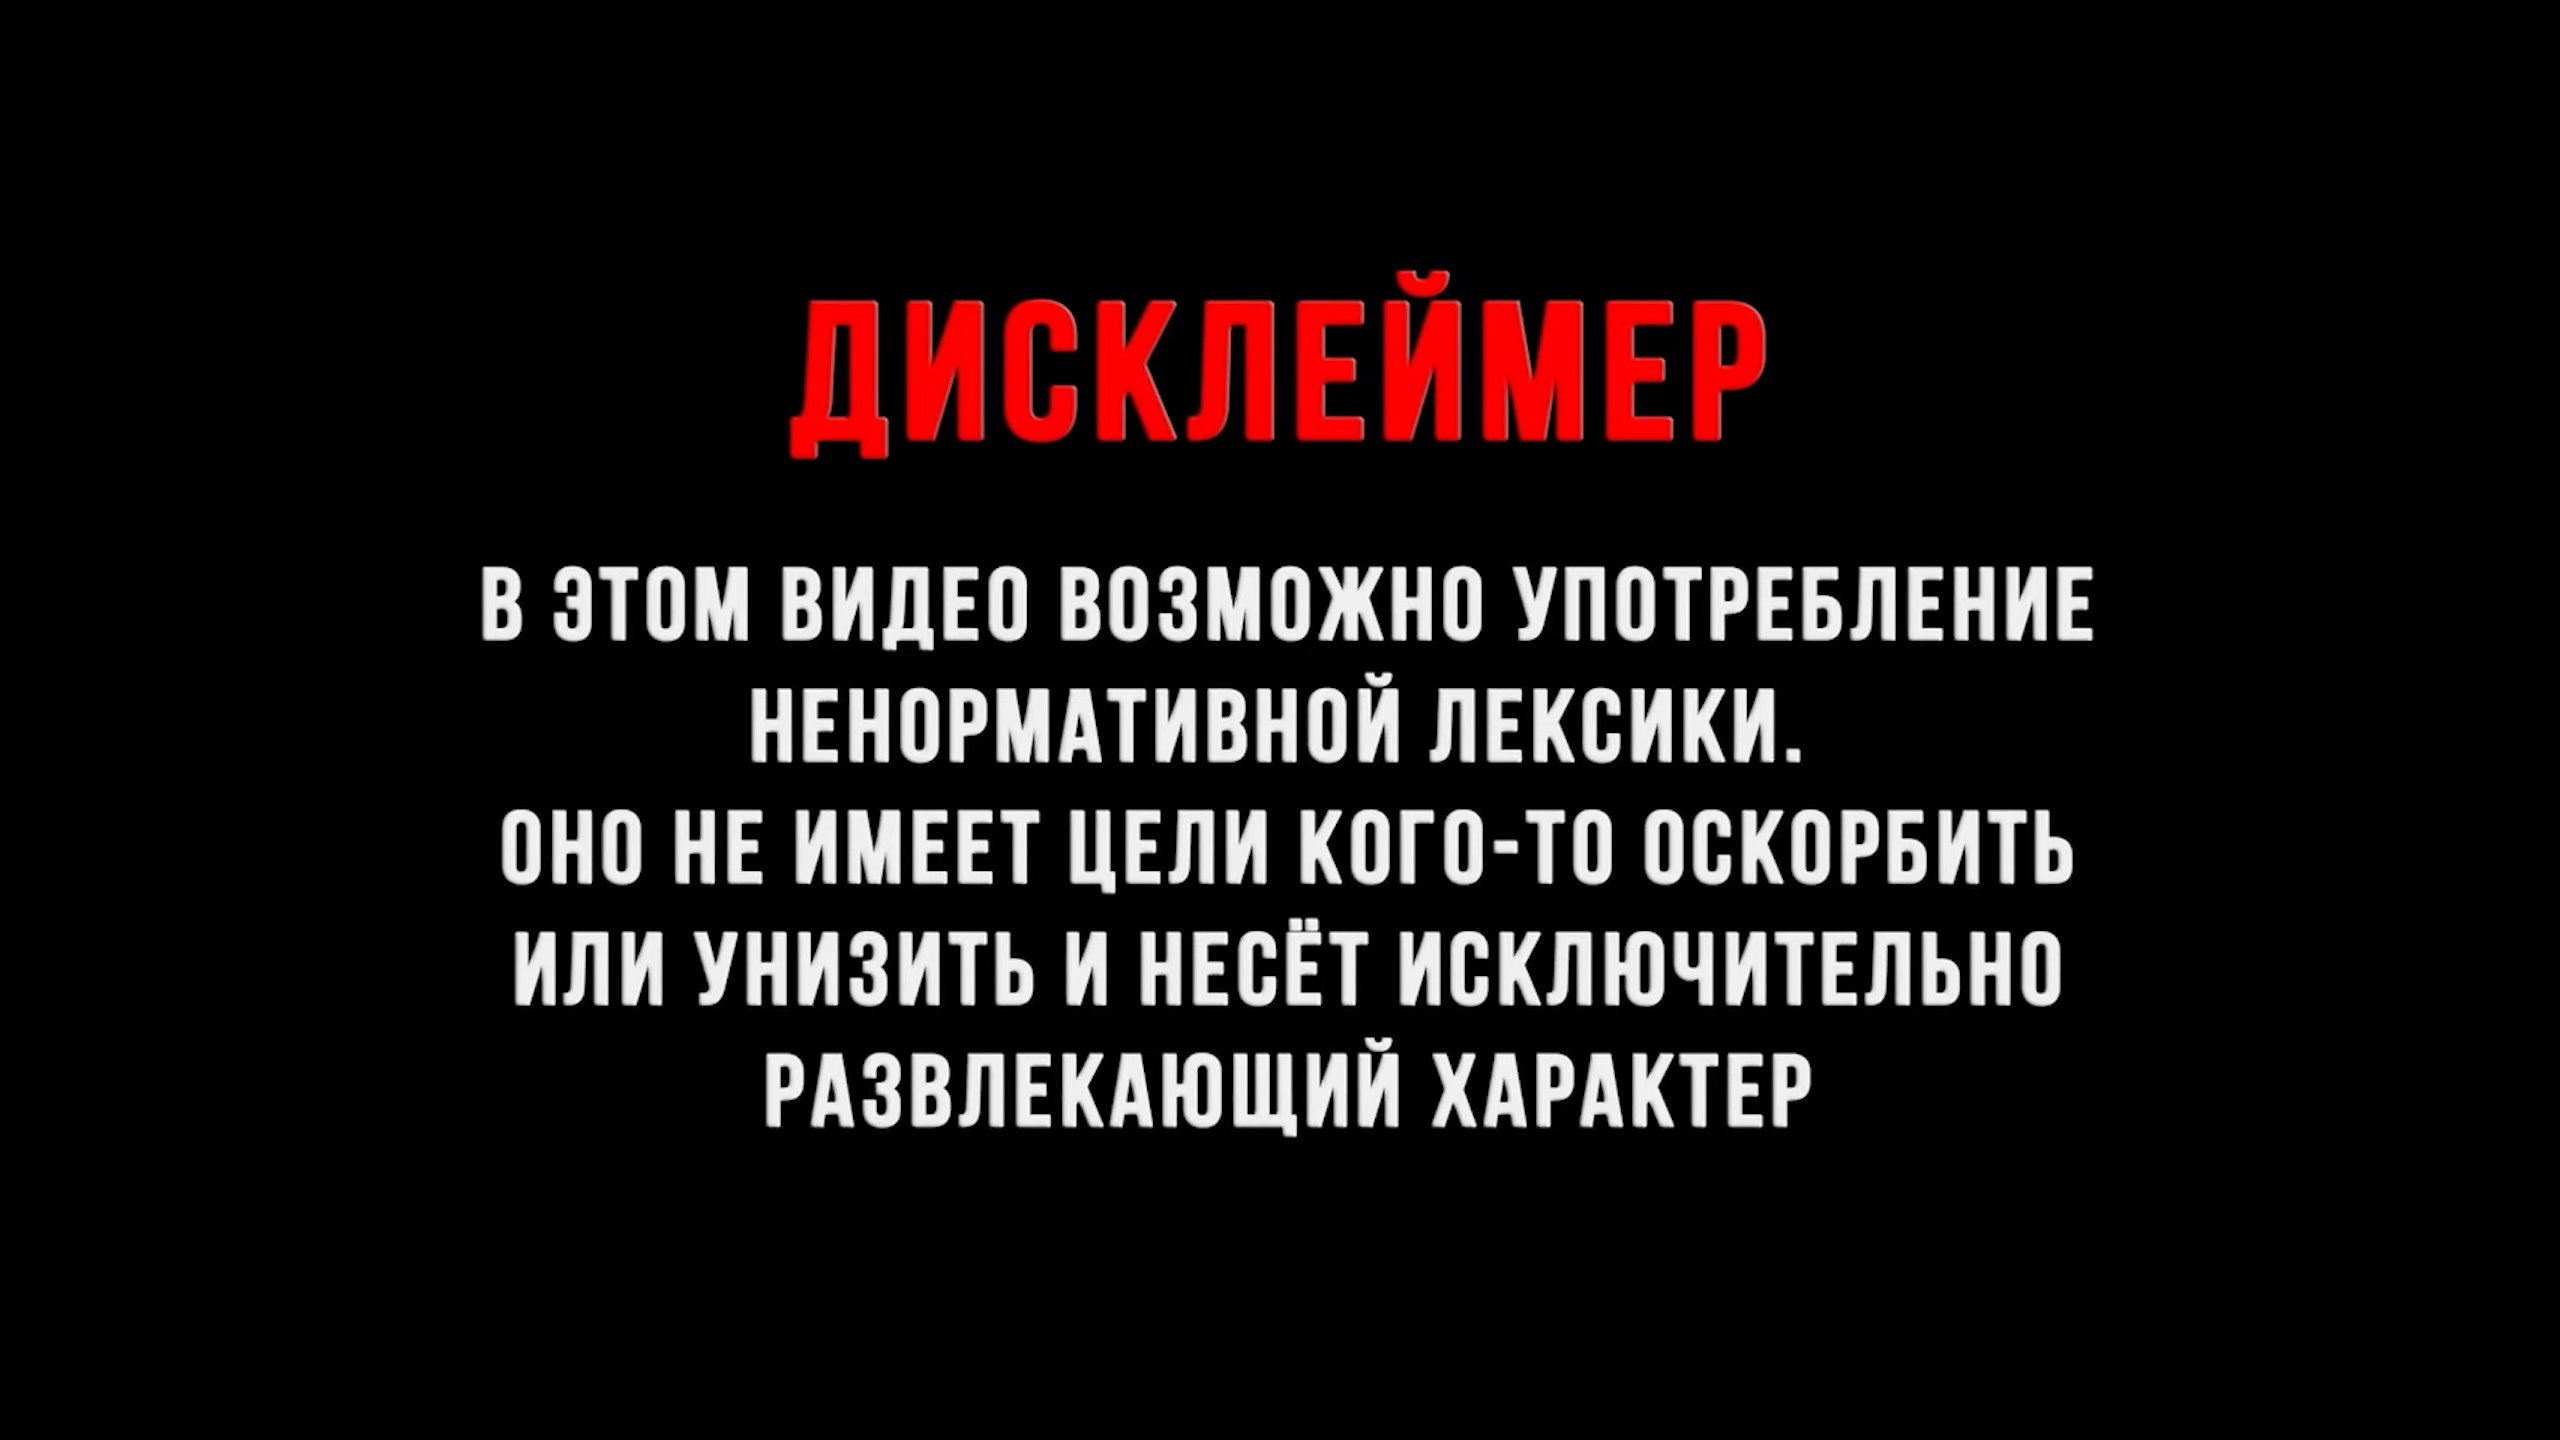 ДИСКЛЕЙМЕР
В ЭТОМ ВИДЕО ВОЗМОЖНО УПОТРЕБЛЕНИЕ
НЕНОРМАТИВНОЙ ЛЕКСИКИ.
ОНО НЕ ИМЕЕТ ЦЕЛИ КОГО-ТО ОСКОРБИТЬ
ИЛИ УНИЗИТЬ И НЕСЁТ ИСКЛЮЧИТЕЛЬНО
РАЗВЛЕКАЮЩИЙ ХАРАКТЕР